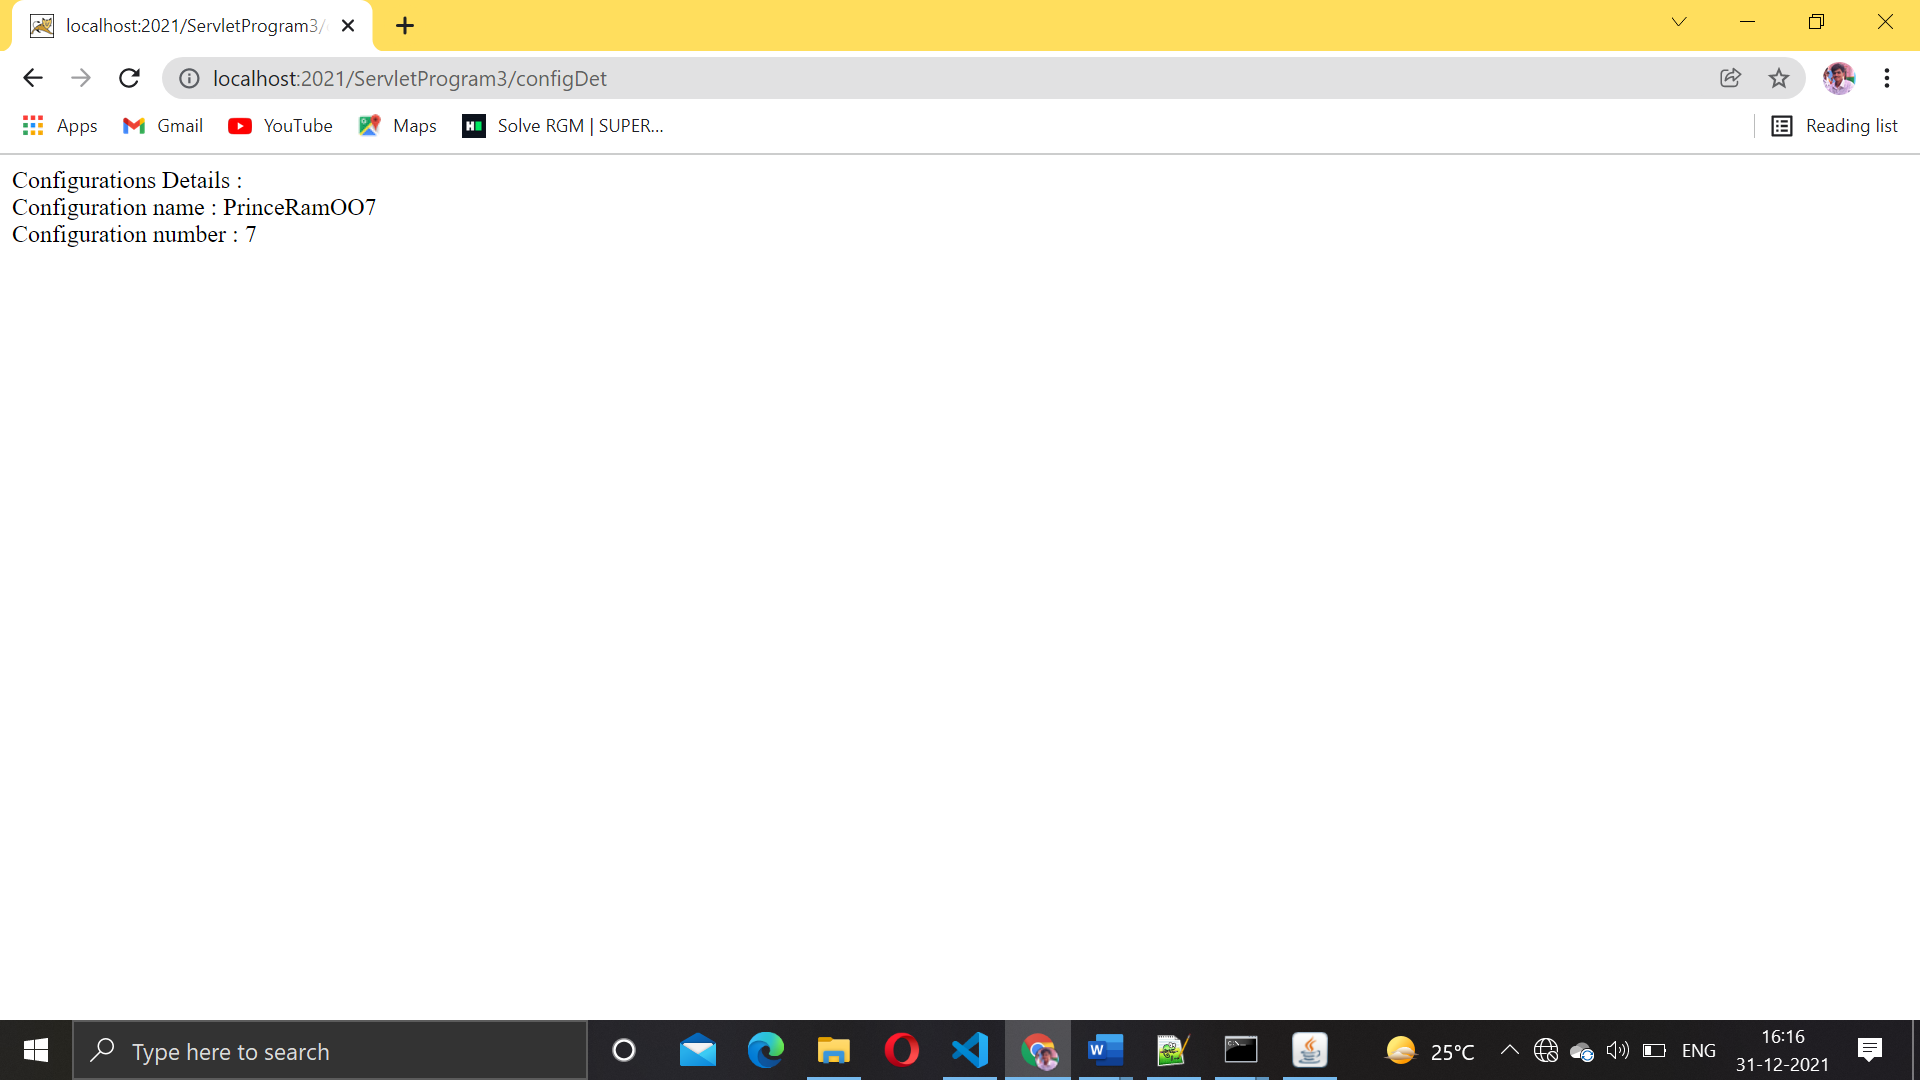 localhost:2021/ServletProgram3/
localhost:2021/ServletProgram3/configDet
Apps Gmail YouTube Maps Solve RGM | SUPER... Reading list
Configurations Details :
Configuration name : PrinceRamOO7
Configuration number : 7
Type here to search
25°C
ENG
16:16
31-12-2021